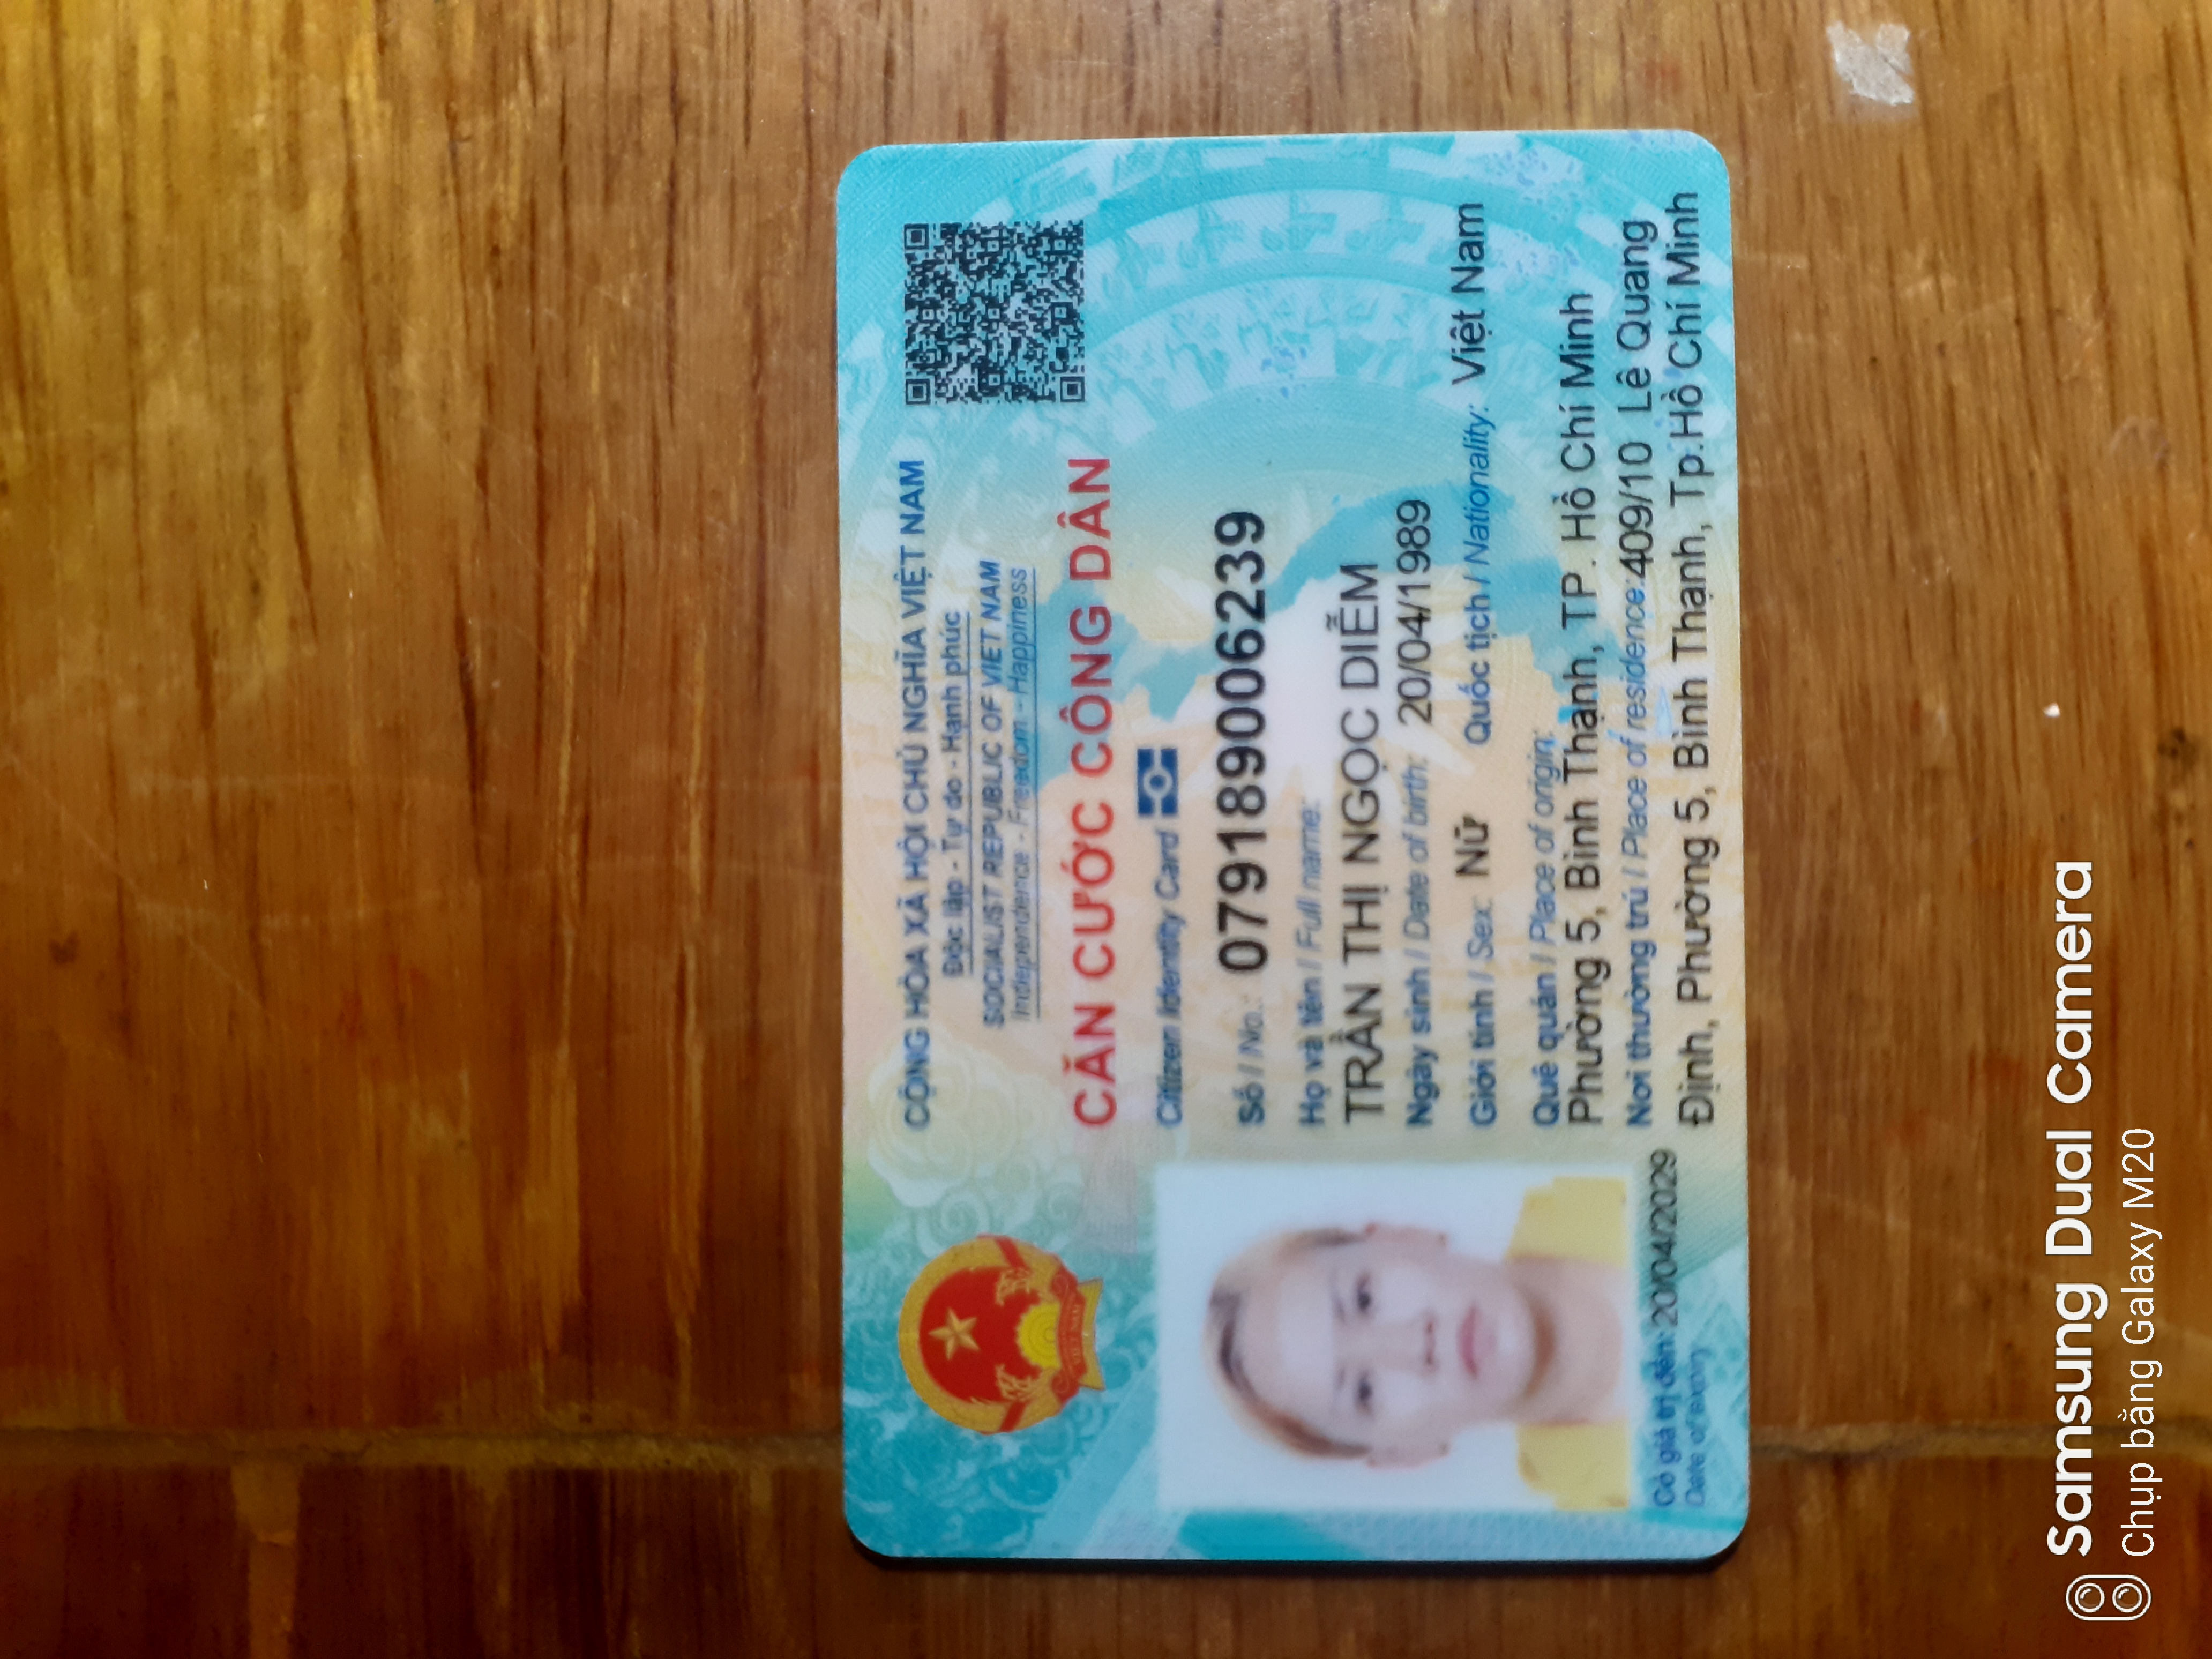 CỘNG HÒA XÃ HỘI CHỦ NGHĨA VIỆT NAM
Độc lập - Tự do - Hạnh phúc
SOCIALIST REPUBLIC OF VIET NAM
Independence - Freedom - Happiness
CĂN CƯỚC CÔNG DÂN
Citizen Identity Card
Số / No.: 079189006239
Họ và tên / Full name:
TRẦN THỊ NGỌC DIỄM
Ngày sinh / Date of birth: 20/04/1989
Giới tính / Sex: Nữ Quốc tịch / Nationality: Việt Nam
Quê quán / Place of origin:
Phường 5, Bình Thạnh, TP. Hồ Chí Minh
Nơi thường trú / Place of residence: 409/10 Lê Quang
Định, Phường 5, Bình Thạnh, Tp.Hồ Chí Minh
Có giá trị đến: 20/04/2029
Date of expiry
Samsung Dual Camera
Chụp bằng Galaxy M20